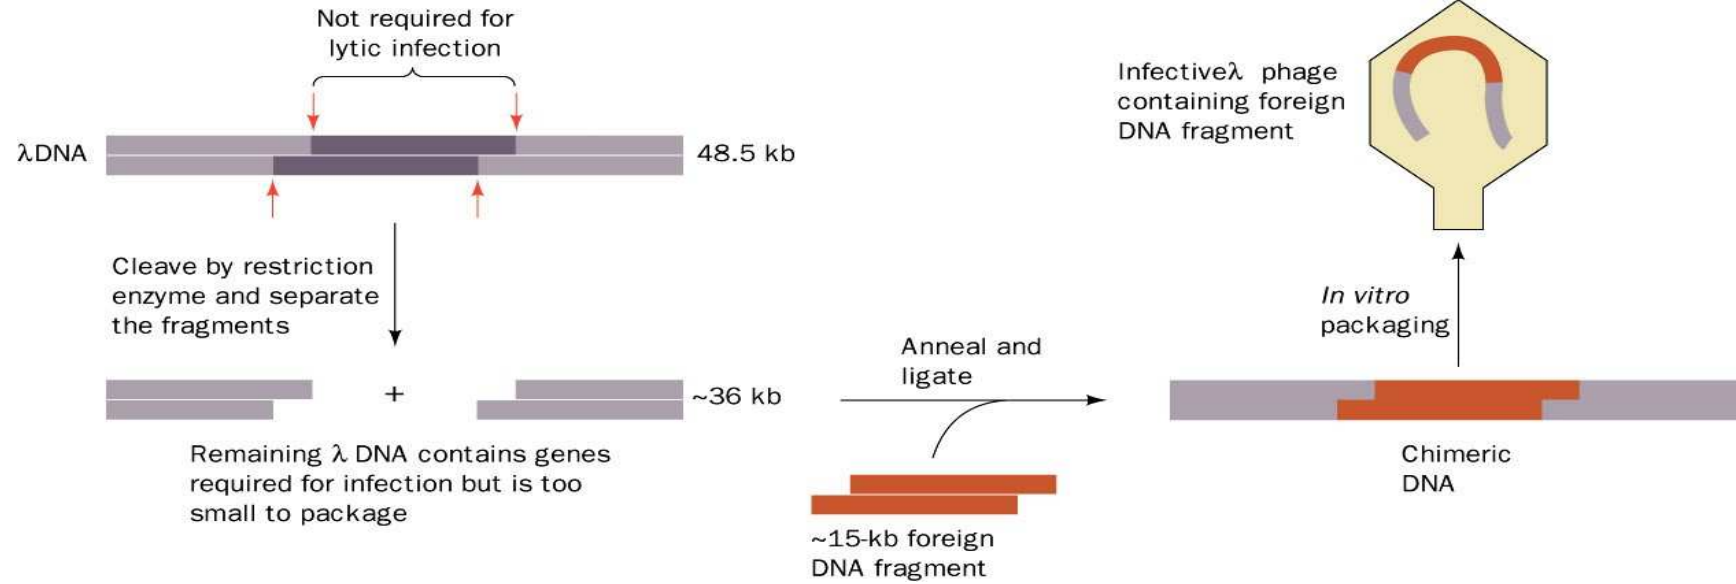 Not required for
lytic infection
λDNA
48.5 kb
Cleave by restriction
enzyme and separate
the fragments
+
~36 kb
Remaining λ DNA contains genes
required for infection but is too
small to package
Anneal and
ligate
~15-kb foreign
DNA fragment
Chimeric
DNA
In vitro
packaging
Infectiveλ phage
containing foreign
DNA fragment